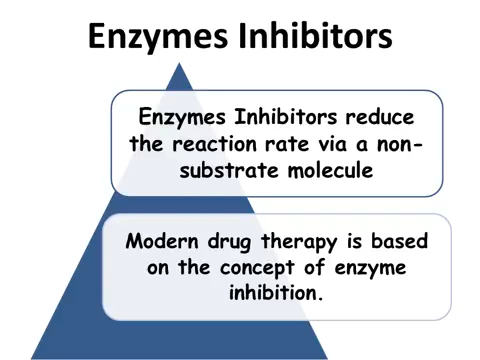 Enzymes Inhibitors
Enzymes Inhibitors reduce
the reaction rate via a non-
substrate molecule
Modern drug therapy is based
on the concept of enzyme
inhibition.